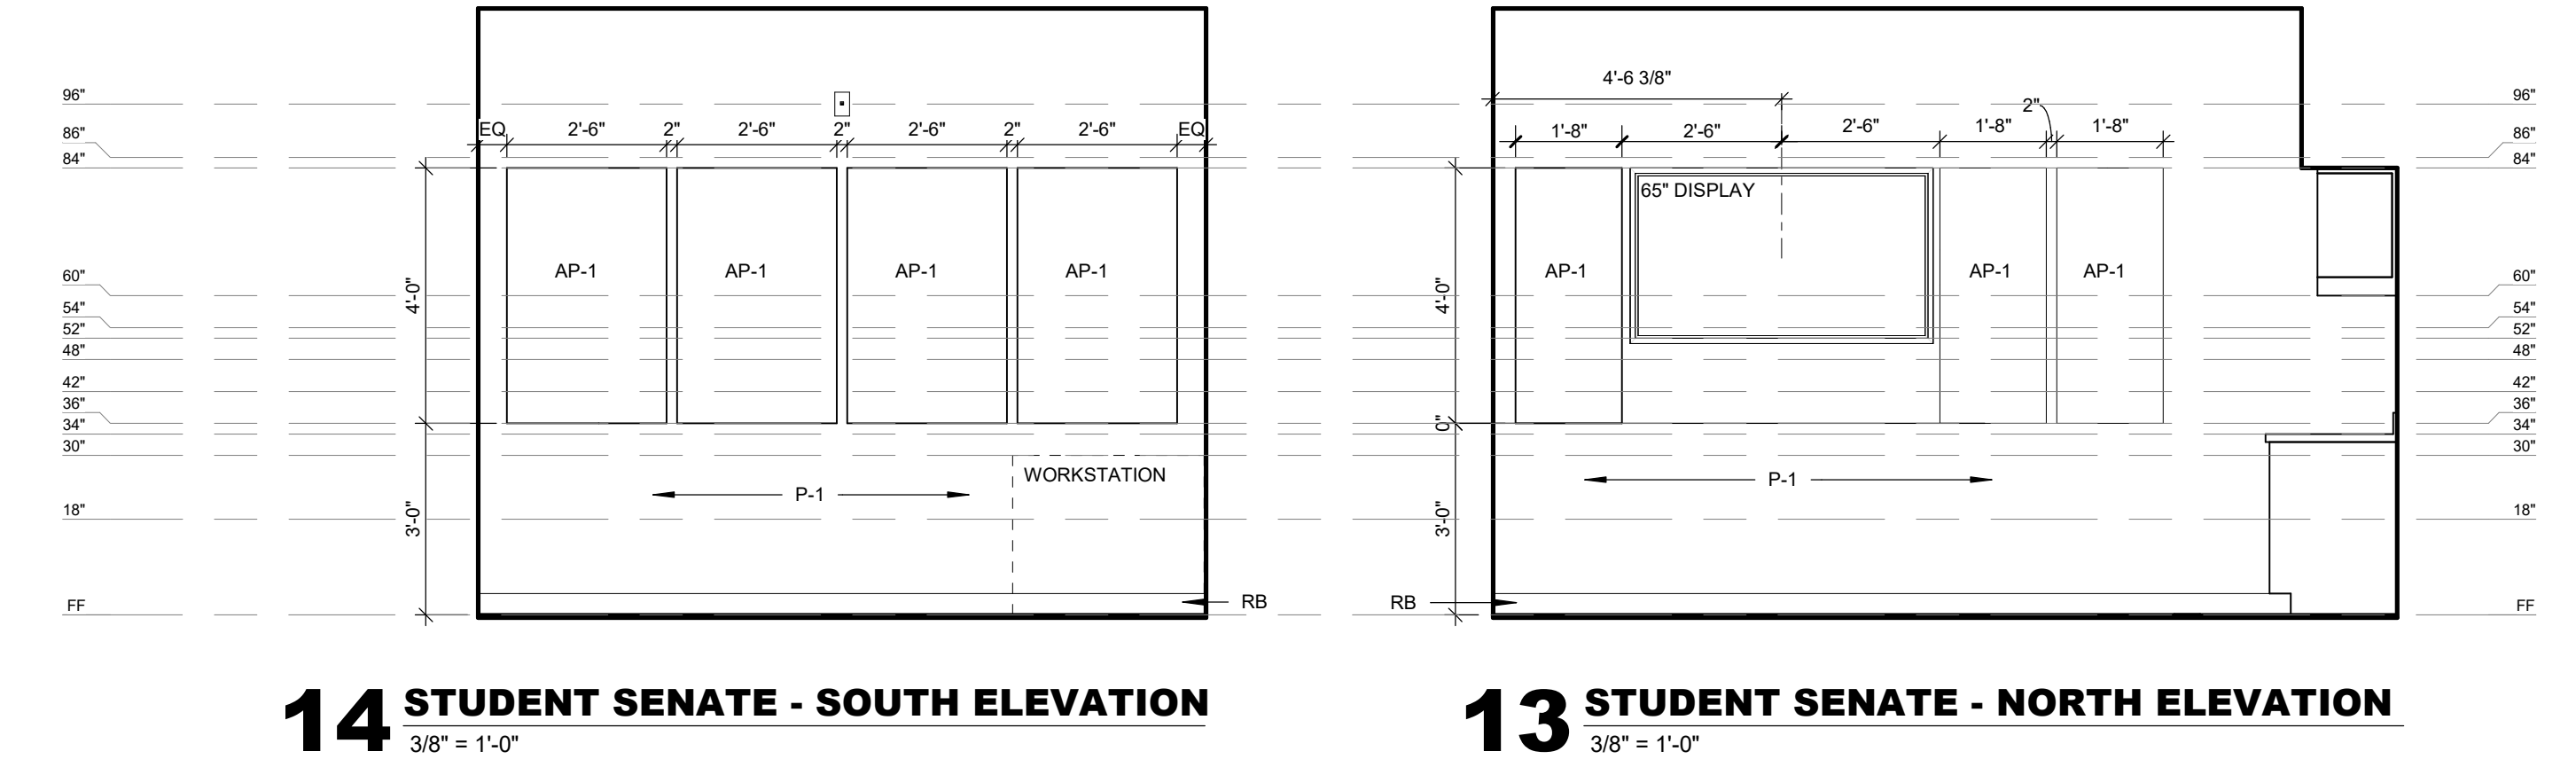 4'-6 3/8"
96"
96"
2"
EQ 2'-6" 2" 2'-6" 2" 2'-6" 2" 2'-6" EQ
1'-8" 2'-6" 2'-6" 1'-8" 1'-8"
86"
86"
84"
84"
65" DISPLAY
AP-1 AP-1 AP-1 AP-1
AP-1 AP-1 AP-1
60"
60"
4'-0"
4'-0"
54"
54"
52"
52"
48"
48"
42"
42"
36"
36"
34"
0"
34"
30"
30"
WORKSTATION
P-1
P-1
18"
18"
3'-0"
3'-0"
FF
RB
RB
FF
14 STUDENT SENATE - SOUTH ELEVATION
3/8" = 1'-0"
13 STUDENT SENATE - NORTH ELEVATION
3/8" = 1'-0"